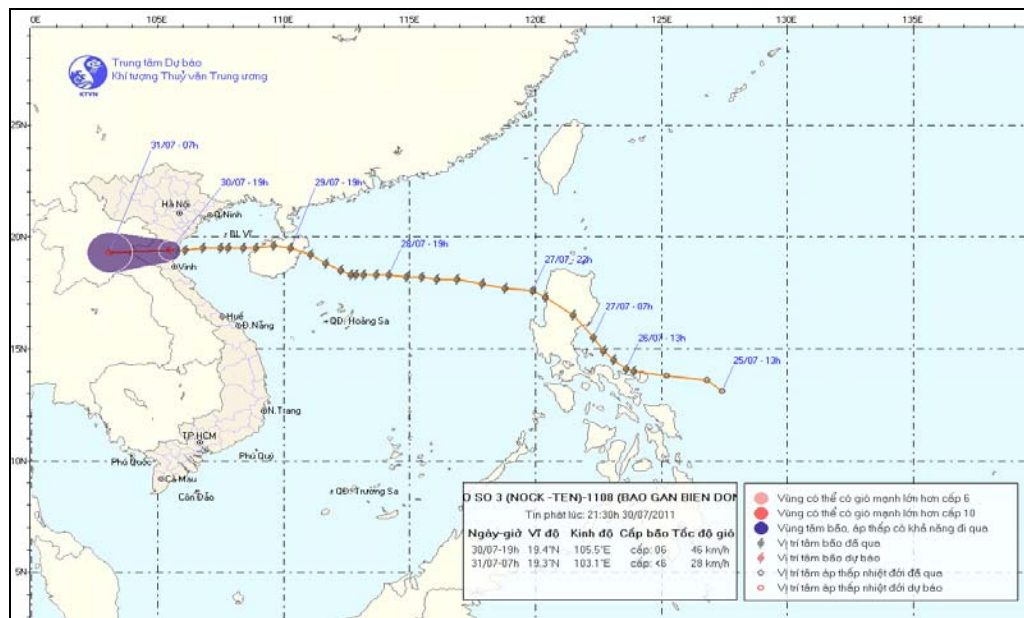 0E
105E
110E
115E
120E
125E
130E
135E
Trung tâm Dự báo
Khí tượng Thuỷ văn Trung ương
KTVN
25N
31/07 - 07h
30/07 - 19h
29/07 - 19h
Hà Nội
Q.Ninh
20N
BL Vĩ
28/07 - 19h
Vinh
27/07 - 22h
27/07 - 07h
Huế
QĐ. Hoàng Sa
Đ.Nẵng
26/07 - 13h
15N
25/07 - 13h
N.Trang
TP.HCM
Phú Quốc
Phú Quý
10N
Cà Mau
Côn Đảo
QĐ. Trường Sa
O SO 3 (NOCK -TEN)-1108 (BAO GAN BIEN DON
Tin phát lúc: 21:30h 30/07/2011
Ngày-giờ Vĩ độ Kinh độ Cấp bão Tốc độ gió
30/07-19h 19.4°N 105.5°E cấp: 06 46 km/h
31/07-07h 19.3°N 103.1°E cấp: <6 28 km/h
Vùng có thể có gió mạnh lớn hơn cấp 6
Vùng có thể có gió mạnh lớn hơn cấp 10
Vùng tâm bão, áp thấp có khả năng đi qua
Vị trí tâm bão đã qua
Vị trí tâm bão dự báo
Vị trí tâm áp thấp nhiệt đới đã qua
Vị trí tâm áp thấp nhiệt đới dự báo
5N